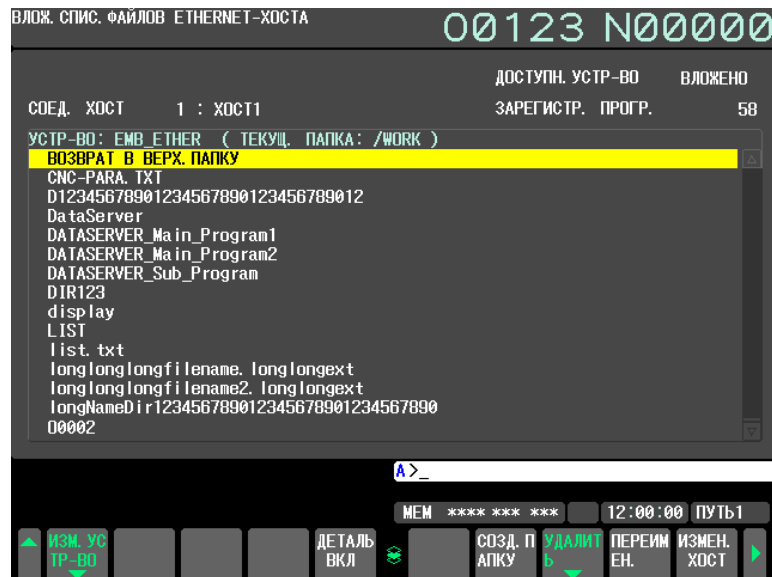 ВЛОЖ. СПИС. ФАЙЛОВ ETHERNET-ХОСТА
O0123 N00000
ДОСТУПН. УСТР-ВО ВЛОЖЕНО
СОЕД. ХОСТ 1 : ХОСТ1 ЗАРЕГИСТР. ПРОГР. 58
УСТР-ВО: EMB_ETHER ( ТЕКУЩ. ПАПКА: /WORK )
ВОЗВРАТ В ВЕРХ. ПАПКУ
CNC-PARA.TXT
D1234567890123456789012345678​9012
DataServer
DATASERVER_Main_Program1
DATASERVER_Main_Program2
DATASERVER_Sub_Program
DIR123
display
LIST
list.txt
longlonglongfilename.longlongext
longlonglongfilename2.longlongext
longNameDir123456789012345678901234567890
O0002
A>_
MEM **** *** *** 12:00:00 ПУТЬ1
ИЗМ. УС
ТР-ВО
ДЕТАЛЬ
ВКЛ
СОЗД. П
АПКУ
УДАЛИТ
Ь
ПЕРЕИМ
ЕН.
ИЗМЕН.
ХОСТ